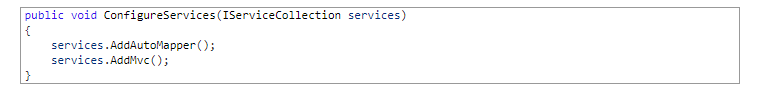 public void ConfigureServices(IServiceCollection services)
{
    services.AddAutoMapper();
    services.AddMvc();
}